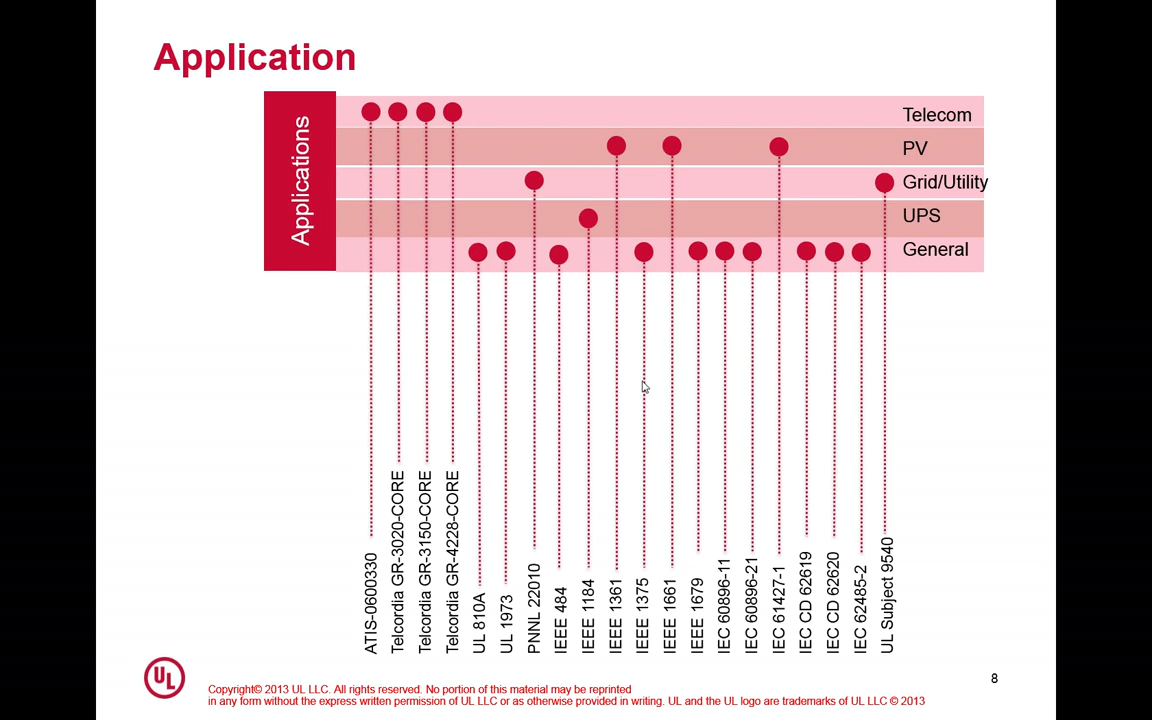 Application
Applications
Telecom
PV
Grid/Utility
UPS
General
ATIS-0600330
Telcordia GR-3020-CORE
Telcordia GR-3150-CORE
Telcordia GR-4228-CORE
UL 810A
UL 1973
PNNL 22010
IEEE 484
IEEE 1184
IEEE 1361
IEEE 1375
IEEE 1661
IEEE 1679
IEC 60896-11
IEC 60896-21
IEC 61427-1
IEC CD 62619
IEC CD 62620
IEC 62485-2
UL Subject 9540
UL
Copyright© 2013 UL LLC. All rights reserved. No portion of this material may be reprinted
in any form without the express written permission of UL LLC or as otherwise provided in writing. UL and the UL logo are trademarks of UL LLC © 2013
8